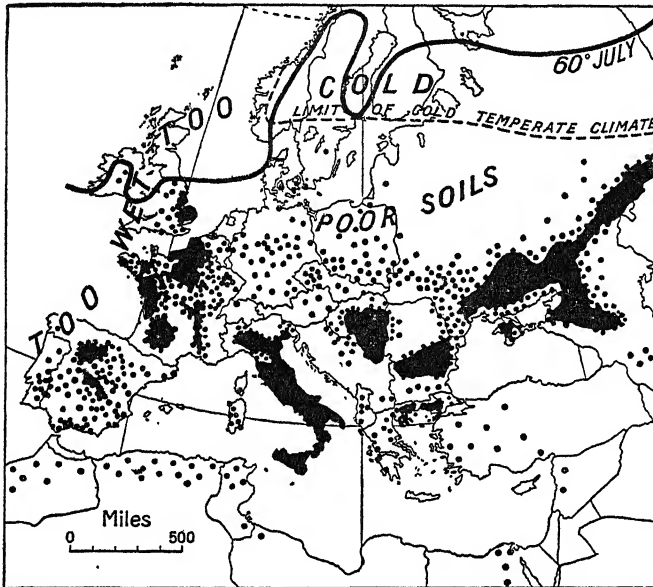 60° JULY
TOO COLD
LIMIT OF COLD TEMPERATE CLIMATE
TOO WET
POOR SOILS
Miles
0 500